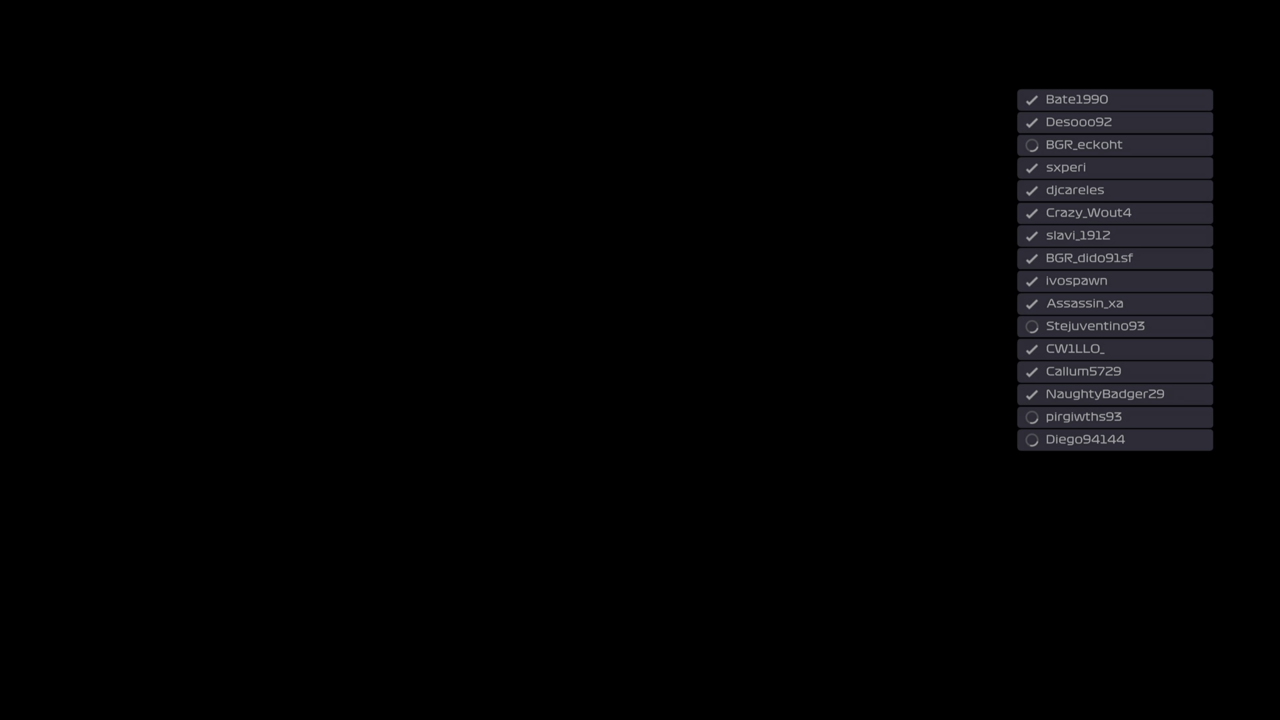 Bate1990
Desooo92
BGR_eckoht
sxperi
djcareles
Crazy_Wout4
slavi_1912
BGR_dido91sf
ivospawn
Assassin_xa
Stejuventino93
CW1LLO_
Callum5729
NaughtyBadger29
pirgiwths93
Diego94144